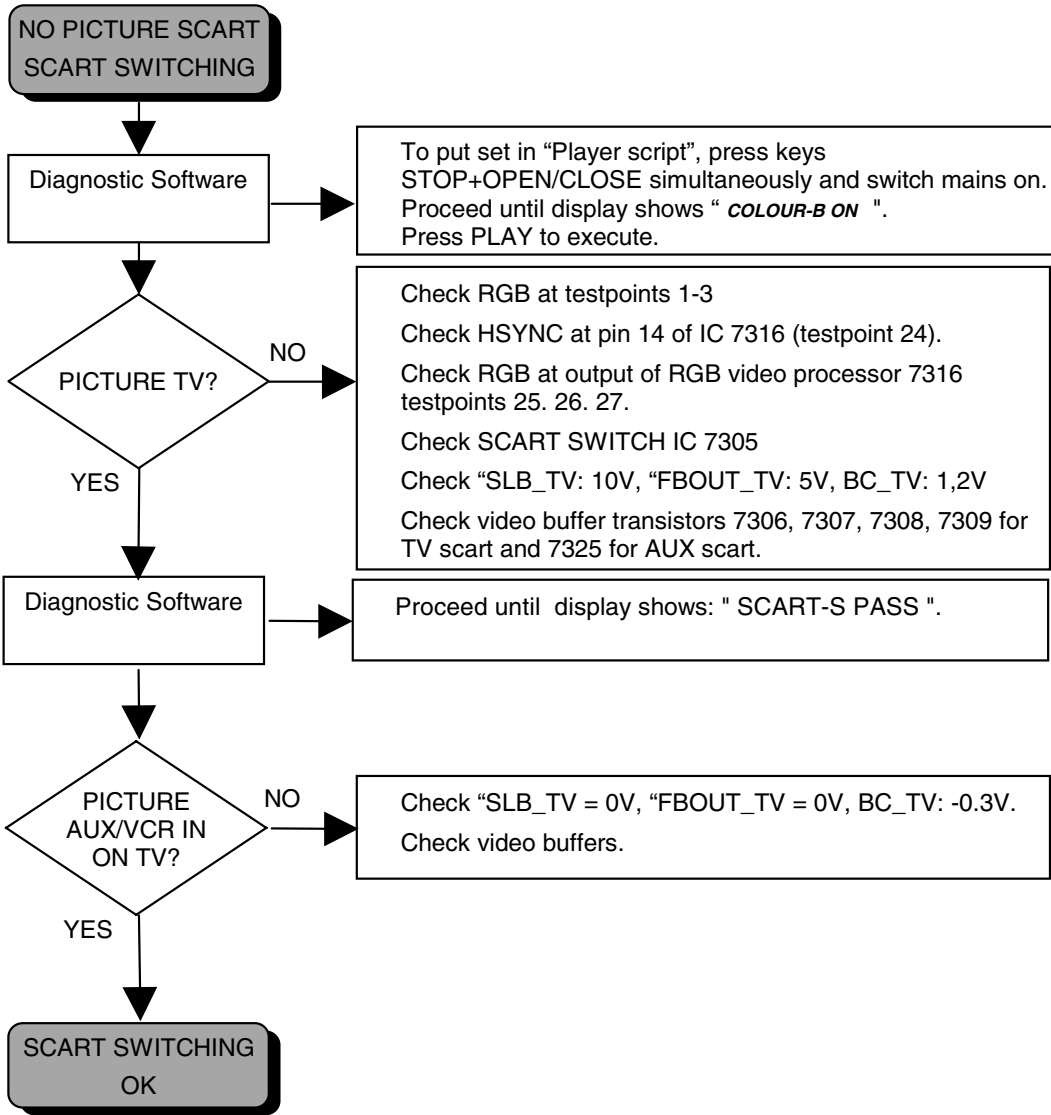 NO PICTURE SCART
SCART SWITCHING
Diagnostic Software
To put set in “Player script”, press keys
STOP+OPEN/CLOSE simultaneously and switch mains on.
Proceed until display shows “ COLOUR-B ON ".
Press PLAY to execute.
PICTURE TV?
NO
Check RGB at testpoints 1-3
Check HSYNC at pin 14 of IC 7316 (testpoint 24).
Check RGB at output of RGB video processor 7316
testpoints 25. 26. 27.
Check SCART SWITCH IC 7305
Check “SLB_TV: 10V, “FBOUT_TV: 5V, BC_TV: 1,2V
Check video buffer transistors 7306, 7307, 7308, 7309 for
TV scart and 7325 for AUX scart.
YES
Diagnostic Software
Proceed until display shows: " SCART-S PASS ".
PICTURE
AUX/VCR IN
ON TV?
NO
Check “SLB_TV = 0V, “FBOUT_TV = 0V, BC_TV: -0.3V.
Check video buffers.
YES
SCART SWITCHING
OK